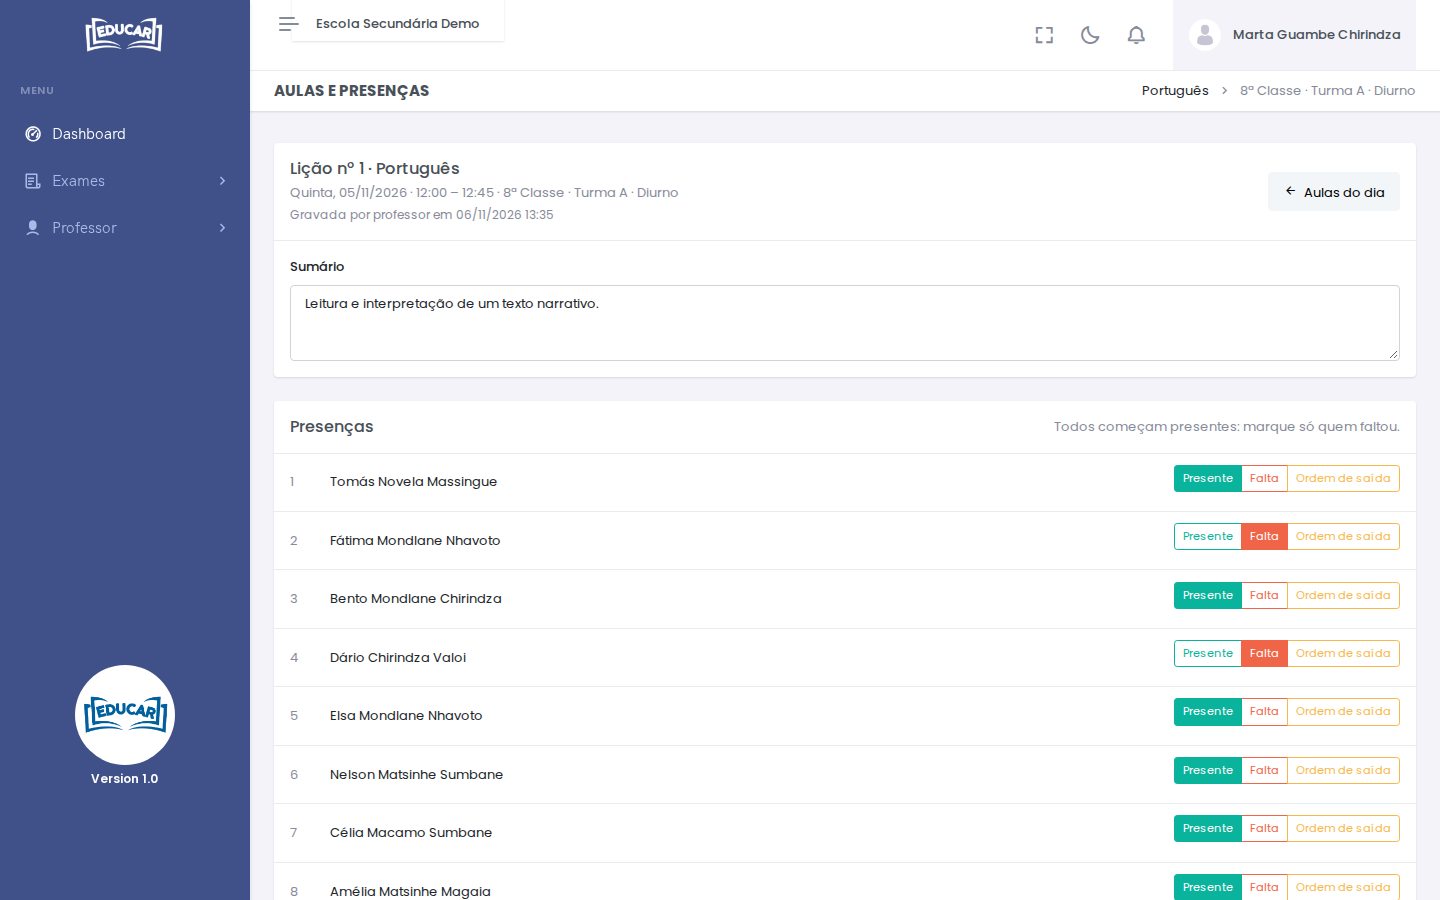 EDUCAR
Escola Secundária Demo
Marta Guambe Chirindza
MENU
Dashboard
Exames
Professor
AULAS E PRESENÇAS
Português > 8ª Classe · Turma A · Diurno
Lição nº 1 · Português
Quinta, 05/11/2026 · 12:00 – 12:45 · 8ª Classe · Turma A · Diurno
Gravada por professor em 06/11/2026 13:35
← Aulas do dia
Sumário
Leitura e interpretação de um texto narrativo.
Presenças
Todos começam presentes: marque só quem faltou.
1 Tomás Novela Massingue Presente Falta Ordem de saída
2 Fátima Mondlane Nhavoto Presente Falta Ordem de saída
3 Bento Mondlane Chirindza Presente Falta Ordem de saída
4 Dário Chirindza Valoi Presente Falta Ordem de saída
5 Elsa Mondlane Nhavoto Presente Falta Ordem de saída
6 Nelson Matsinhe Sumbane Presente Falta Ordem de saída
7 Célia Macamo Sumbane Presente Falta Ordem de saída
8 Amélia Matsinhe Magaia Presente Falta Ordem de saída
EDUCAR
Version 1.0